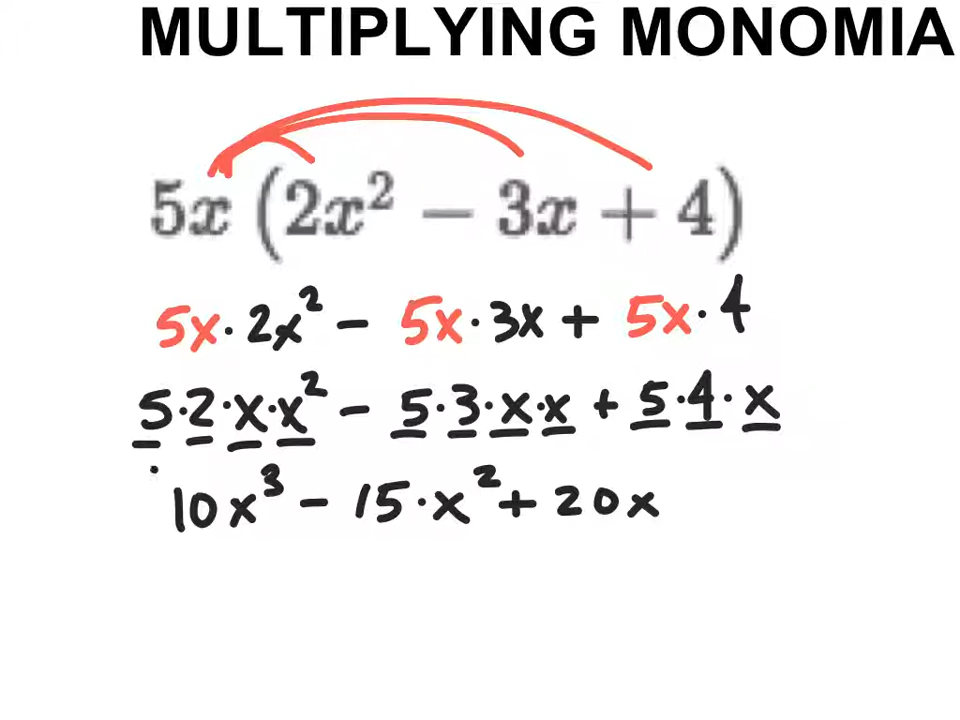 MULTIPLYING MONOMIA
5x (2x² − 3x + 4)
5x · 2x² − 5x · 3x + 5x · 4
5 · 2 · x · x² − 5 · 3 · x · x + 5 · 4 · x
10x³ − 15 · x² + 20x